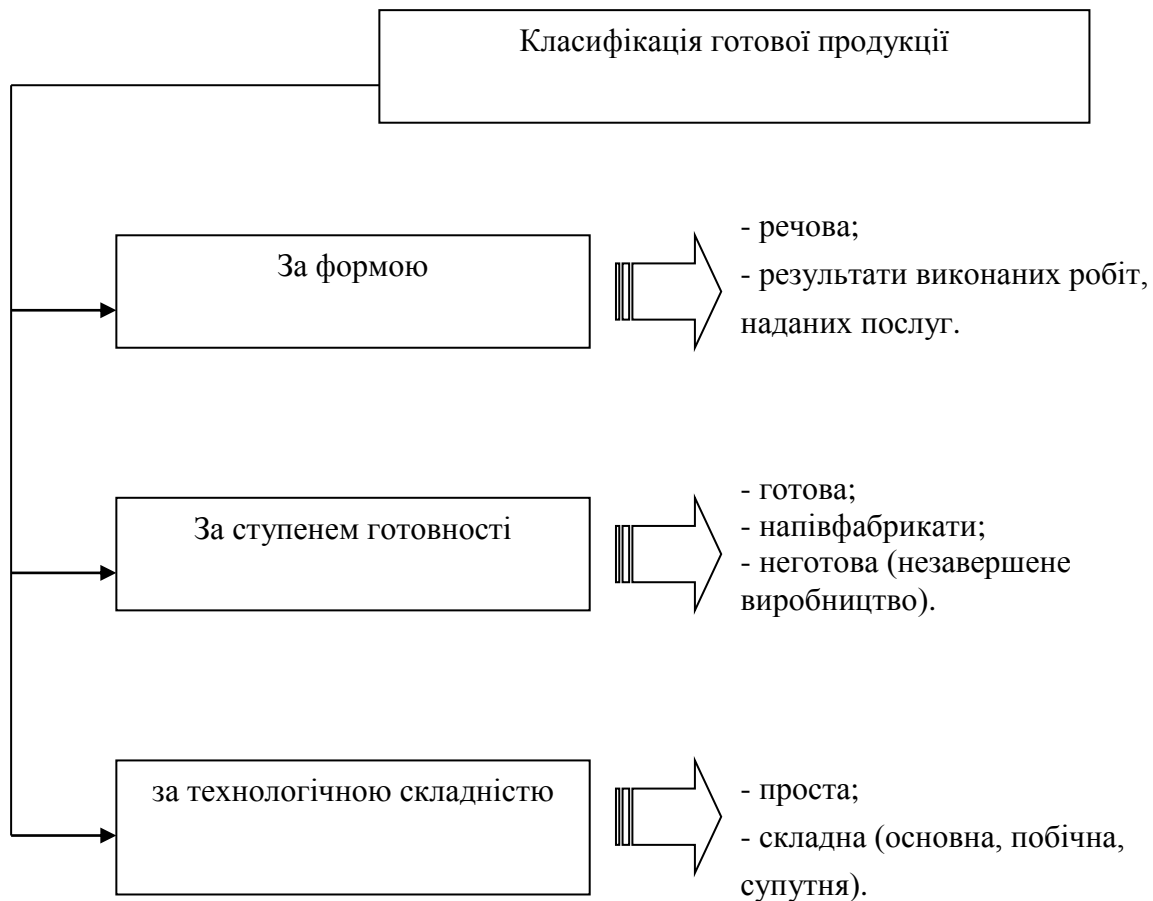 Класифікація готової продукції
За формою
- речова;
- результати виконаних робіт,
наданих послуг.
За ступенем готовності
- готова;
- напівфабрикати;
- неготова (незавершене
виробництво).
за технологічною складністю
- проста;
- складна (основна, побічна,
супутня).